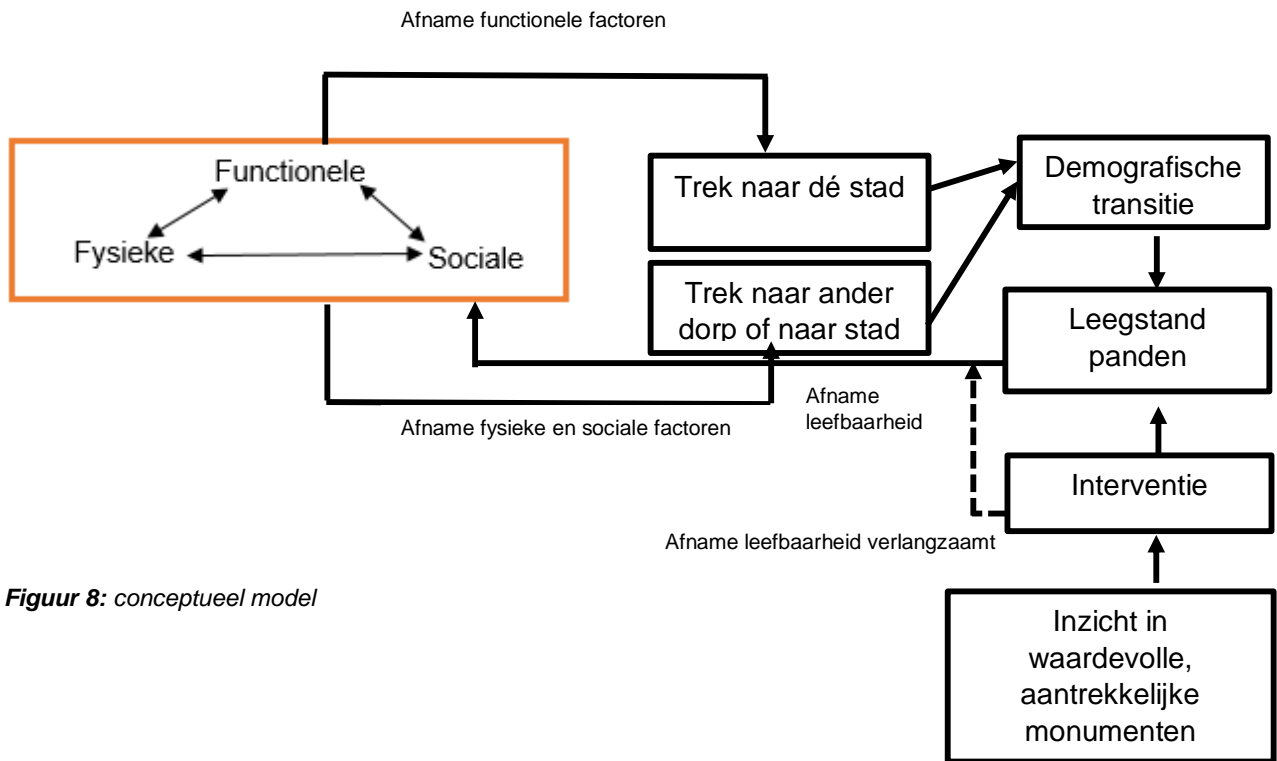 Afname functionele factoren
Functionele
Fysieke
Sociale
Trek naar dé stad
Demografische
transitie
Trek naar ander
dorp of naar stad
Leegstand
panden
Afname
leefbaarheid
Afname fysieke en sociale factoren
Interventie
Afname leefbaarheid verlangzaamt
Figuur 8: conceptueel model
Inzicht in
waardevolle,
aantrekkelijke
monumenten